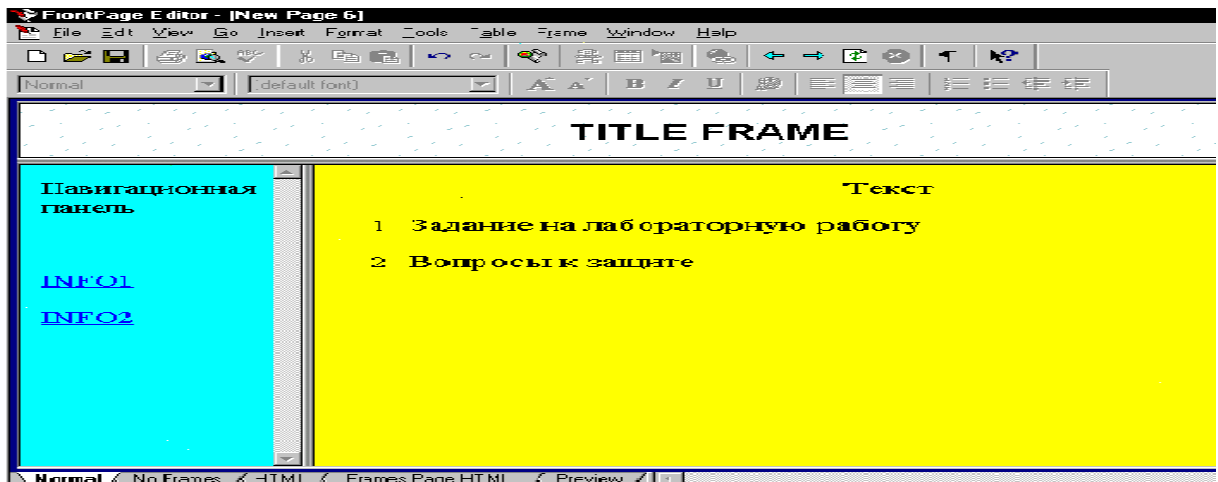 FrontPage Editor - [New Page 6]
File Edit View Go Insert Format Tools Table Frame Window Help
Normal (default font)
TITLE FRAME
Навигационная
панель
INFO1
INFO2
Текст
1 Задание на лабораторную работу
2 Вопросы к защите
Normal No Frames HTML Frames Page HTML Preview